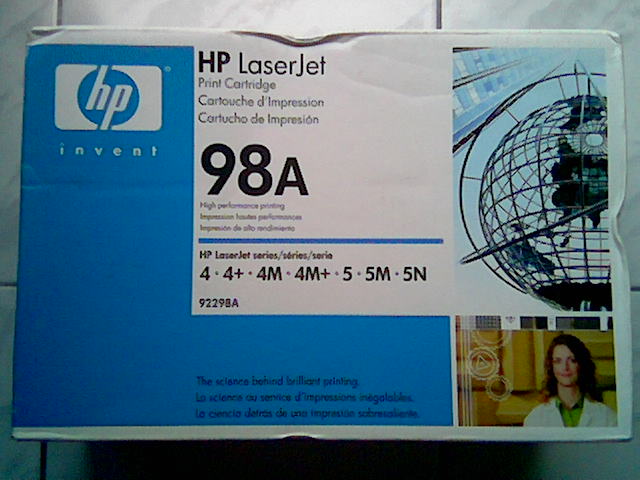 hp
®
invent
HP LaserJet
Print Cartridge
Cartouche d'Impression
Cartucho de Impresión
98A
High performance printing
Impression hautes performances
Impresión de alto rendimiento
HP LaserJet series/séries/serie
4 • 4+ • 4M • 4M+ • 5 • 5M • 5N
92298A
The science behind brilliant printing.
La science au service d'impressions inégalables.
La ciencia detrás de una impresión sobresaliente.